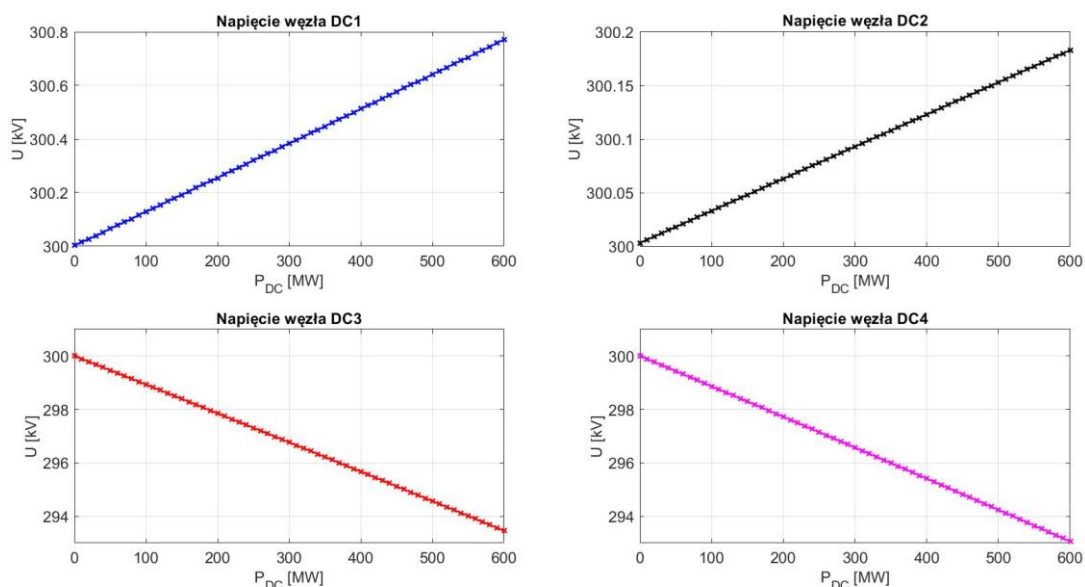 Napięcie węzła DC1
300.8
300.6
300.4
300.2
300
U [kV]
0 100 200 300 400 500 600
P_DC [MW]
Napięcie węzła DC2
300.2
300.15
300.1
300.05
300
U [kV]
0 100 200 300 400 500 600
P_DC [MW]
Napięcie węzła DC3
300
298
296
294
U [kV]
0 100 200 300 400 500 600
P_DC [MW]
Napięcie węzła DC4
300
298
296
294
U [kV]
0 100 200 300 400 500 600
P_DC [MW]